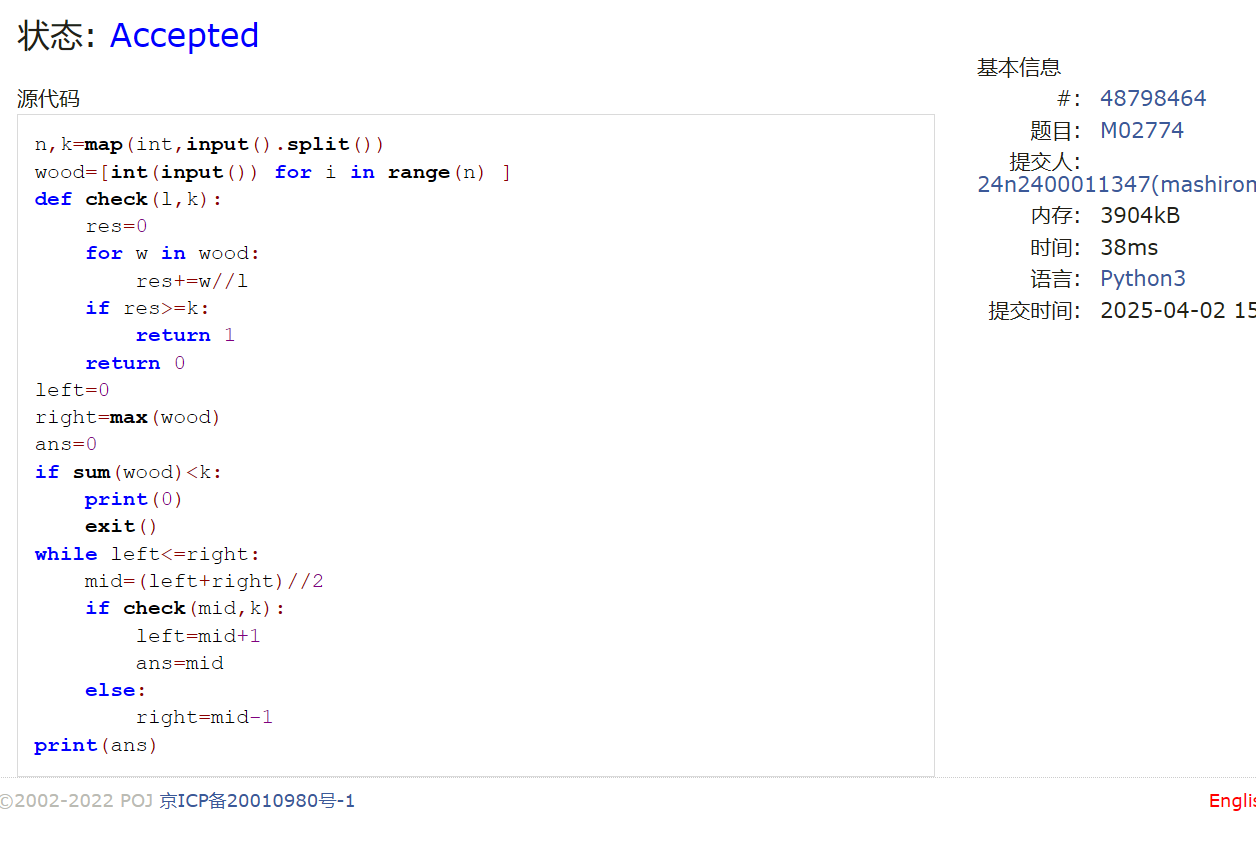 状态: Accepted
源代码
n,k=map(int,input().split())
wood=[int(input()) for i in range(n) ]
def check(l,k):
    res=0
    for w in wood:
        res+=w//l
    if res>=k:
        return 1
    return 0
left=0
right=max(wood)
ans=0
if sum(wood)<k:
    print(0)
    exit()
while left<=right:
    mid=(left+right)//2
    if check(mid,k):
        left=mid+1
        ans=mid
    else:
        right=mid-1
print(ans)
基本信息
#: 48798464
题目: M02774
提交人:
24n2400011347(mashiron
内存: 3904kB
时间: 38ms
语言: Python3
提交时间: 2025-04-02 15
©2002-2022 POJ 京ICP备20010980号-1
Englis